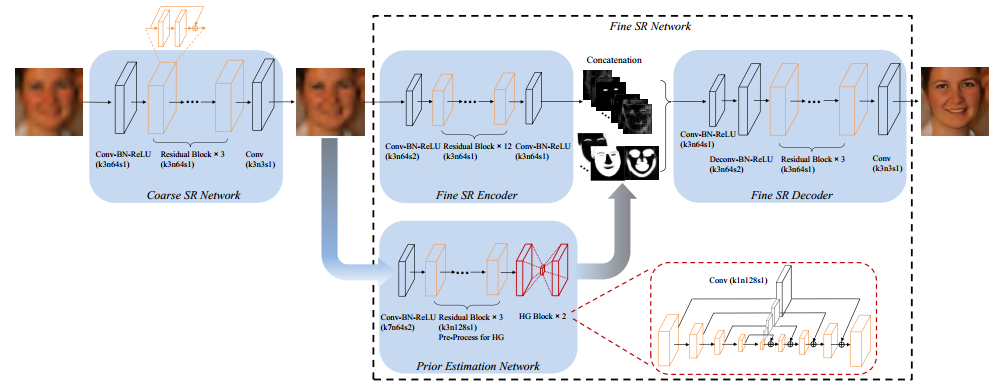 Fine SR Network
Concatenation
Conv-BN-ReLU
(k3n64s1)
Residual Block × 3
(k3n64s1)
Conv
(k3n3s1)
Coarse SR Network
Conv-BN-ReLU
(k3n64s2)
Residual Block × 12
(k3n64s1)
Conv-BN-ReLU
(k3n64s1)
Fine SR Encoder
Conv-BN-ReLU
(k3n64s1)
Deconv-BN-ReLU
(k3n64s2)
Residual Block × 3
(k3n64s1)
Conv
(k3n3s1)
Fine SR Decoder
Conv-BN-ReLU
(k7n64s2)
Residual Block × 3
(k3n128s1)
Pre-Process for HG
HG Block × 2
Prior Estimation Network
Conv (k1n128s1)